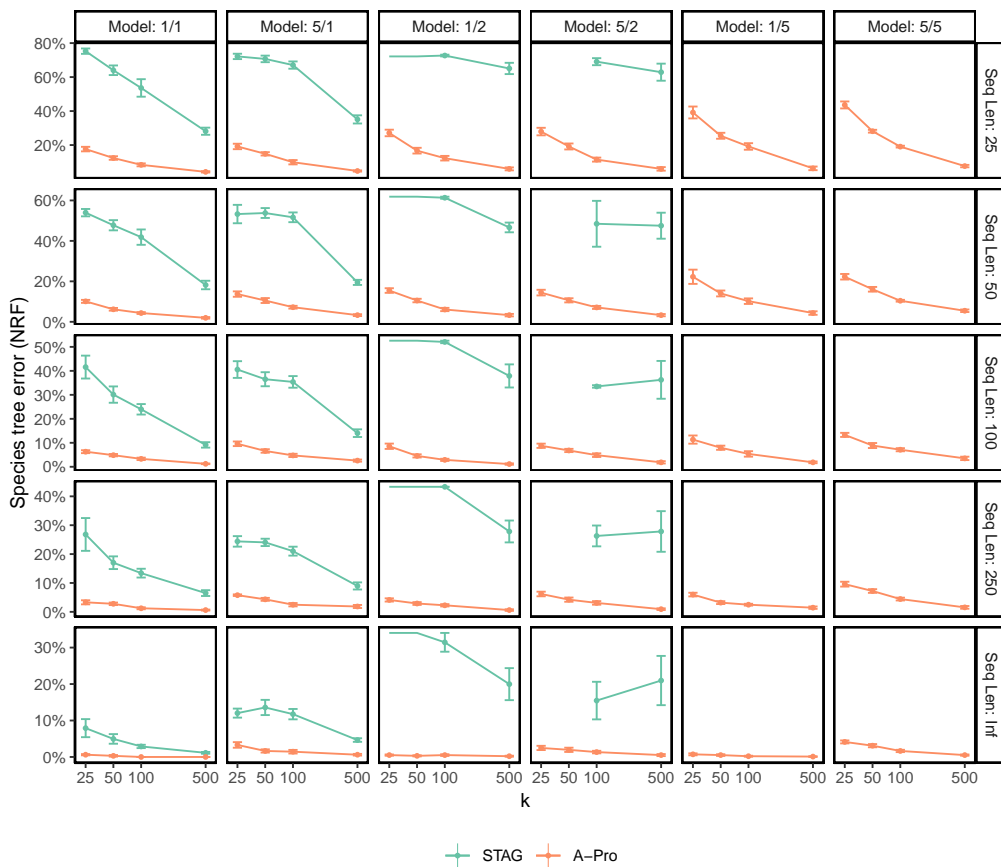 Model: 1/1 Model: 5/1 Model: 1/2 Model: 5/2 Model: 1/5 Model: 5/5
80%
60%
40%
20%
Seq Len: 25
60%
40%
20%
0%
Seq Len: 50
50%
40%
30%
20%
10%
0%
Seq Len: 100
40%
30%
20%
10%
0%
Seq Len: 250
30%
20%
10%
0%
Seq Len: Inf
Species tree error (NRF)
25 50 100 500 25 50 100 500 25 50 100 500 25 50 100 500 25 50 100 500 25 50 100 500
k
STAG A-Pro